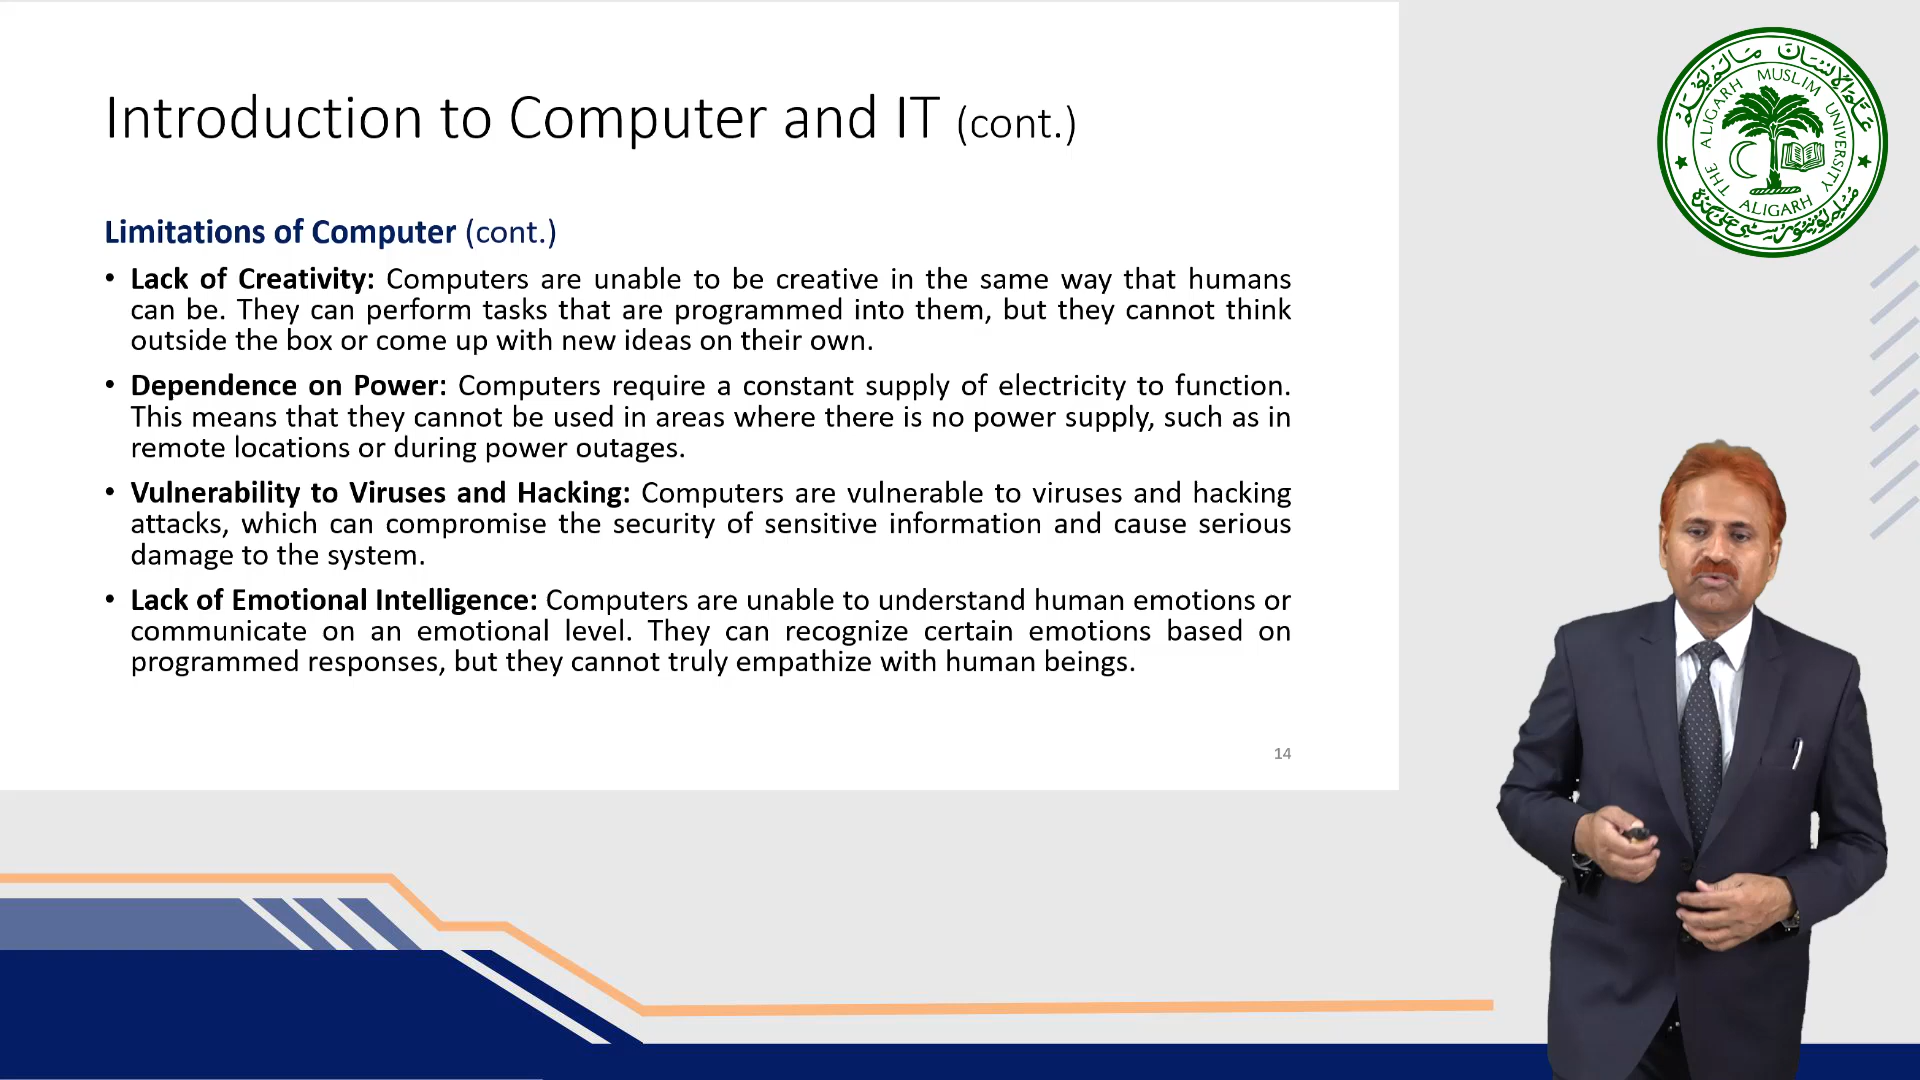 Introduction to Computer and IT (cont.)
Limitations of Computer (cont.)
• Lack of Creativity: Computers are unable to be creative in the same way that humans
can be. They can perform tasks that are programmed into them, but they cannot think
outside the box or come up with new ideas on their own.
• Dependence on Power: Computers require a constant supply of electricity to function.
This means that they cannot be used in areas where there is no power supply, such as in
remote locations or during power outages.
• Vulnerability to Viruses and Hacking: Computers are vulnerable to viruses and hacking
attacks, which can compromise the security of sensitive information and cause serious
damage to the system.
• Lack of Emotional Intelligence: Computers are unable to understand human emotions or
communicate on an emotional level. They can recognize certain emotions based on
programmed responses, but they cannot truly empathize with human beings.
14
عَلَّمَ الْإِنْسَانَ مَا لَمْ يَعْلَمْ
THE ALIGARH MUSLIM UNIVERSITY
ALIGARH
مسلم یونیورسیٹی علی گڑھ